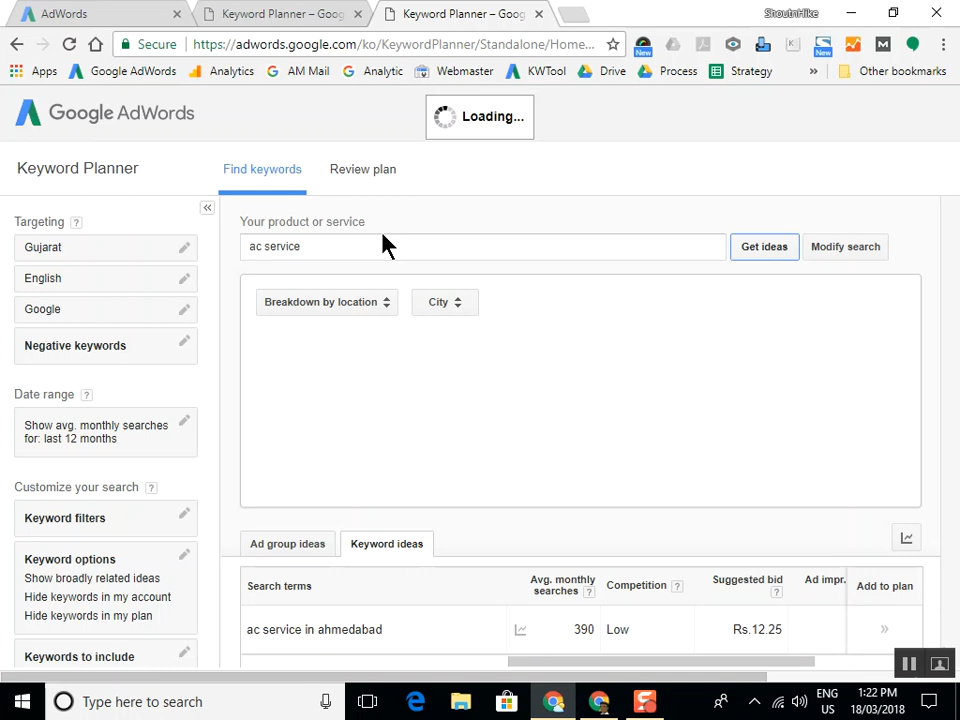 AdWords
Keyword Planner – Goog
Keyword Planner – Goog
ShoutnHike
Secure
https://adwords.google.com/ko/KeywordPlanner/Standalone/Home...
New
New
Apps
Google AdWords
Analytics
AM Mail
Analytic
Webmaster
KWTool
Drive
Process
Strategy
»
Other bookmarks
Google AdWords
Loading...
Keyword Planner
Find keywords
Review plan
Targeting ?
Gujarat
English
Google
Negative keywords
Date range ?
Show avg. monthly searches
for: last 12 months
Customize your search ?
Keyword filters
Keyword options
Show broadly related ideas
Hide keywords in my account
Hide keywords in my plan
Keywords to include
Your product or service
ac service
Get ideas
Modify search
Breakdown by location
City
Ad group ideas
Keyword ideas
Search terms
Avg. monthly
searches ?
Competition ?
Suggested bid
?
Ad impr.
Add to plan
ac service in ahmedabad
390
Low
Rs.12.25
»
Type here to search
ENG
US
1:22 PM
18/03/2018